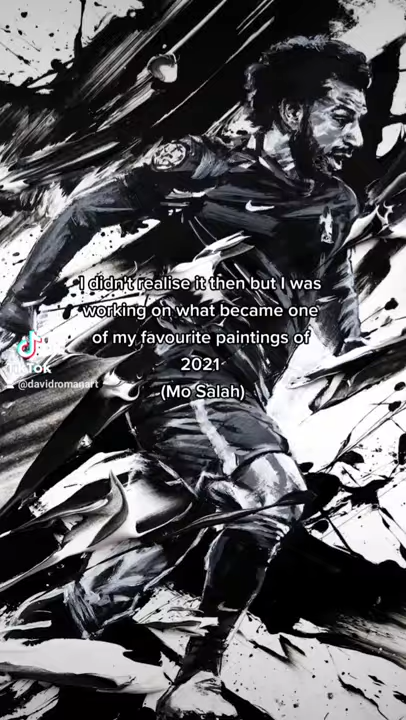 I didn't realise it then but I was
working on what became one
of my favourite paintings of
2021
(Mo Salah)
TikTok
@davidromanart